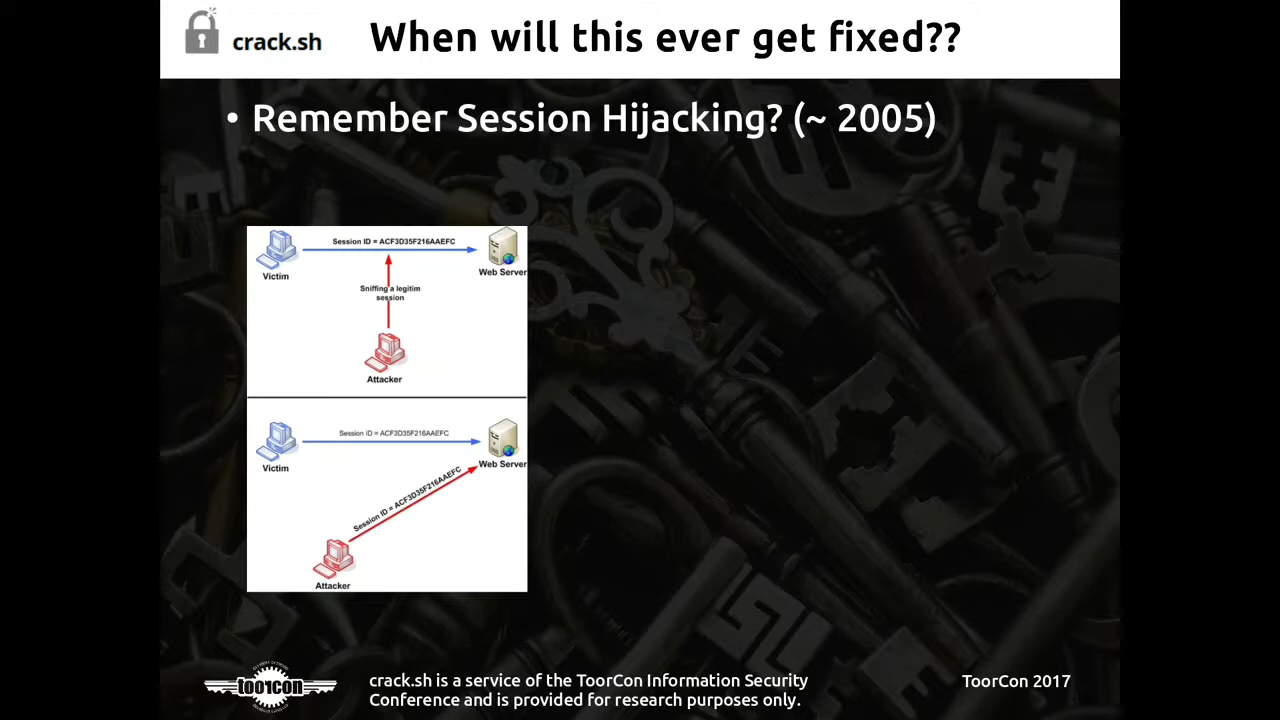 crack.sh
When will this ever get fixed??
• Remember Session Hijacking? (~ 2005)
Session ID = ACF3D35F216AAEFC
Victim
Web Server
Sniffing a legitim
session
Attacker
Session ID = ACF3D35F216AAEFC
Victim
Web Server
Session ID = ACF3D35F216AAEFC
Attacker
too1con
crack.sh is a service of the ToorCon Information Security
Conference and is provided for research purposes only.
ToorCon 2017